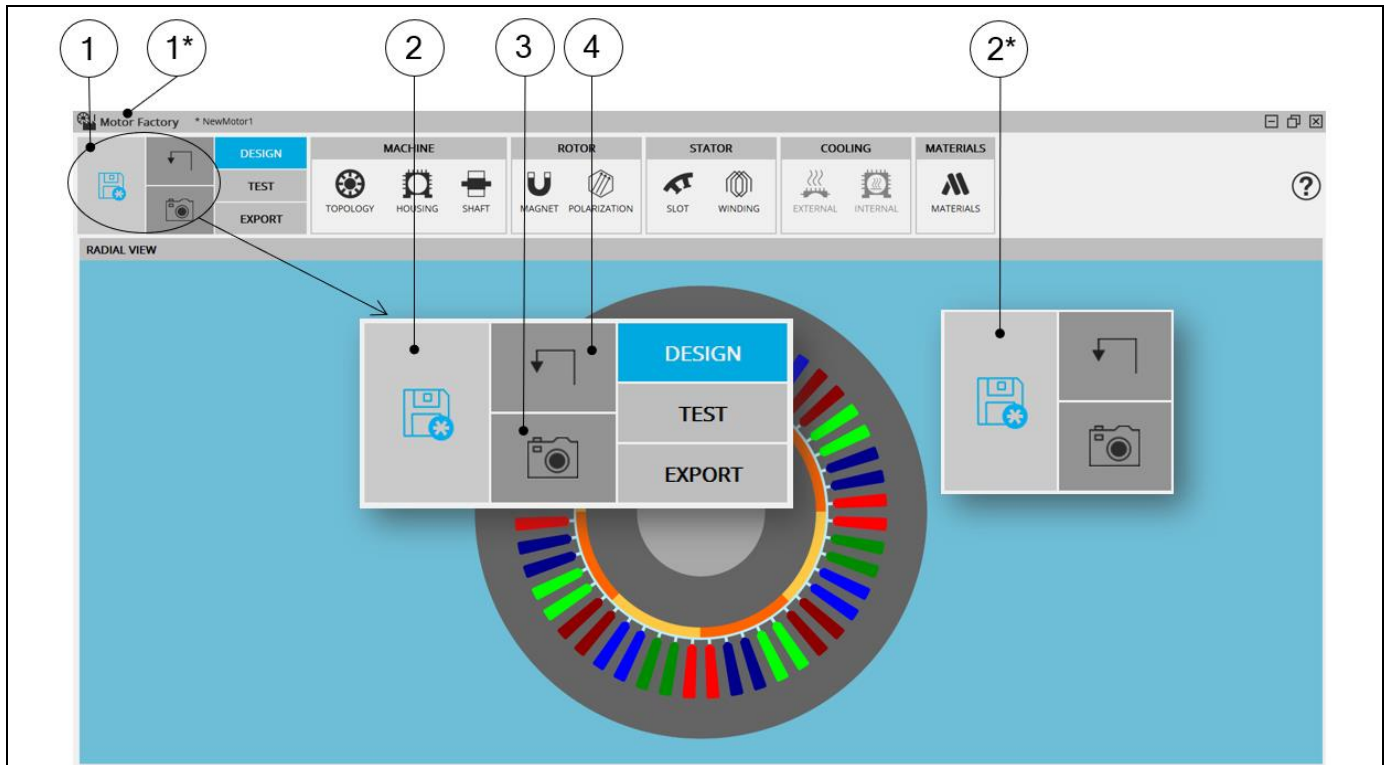 1 1* 2 3 4 2*
Motor Factory * NewMotor1
DESIGN MACHINE ROTOR STATOR COOLING MATERIALS
TEST
TOPOLOGY HOUSING SHAFT MAGNET POLARIZATION SLOT WINDING EXTERNAL INTERNAL MATERIALS
EXPORT
?
RADIAL VIEW
DESIGN
TEST
EXPORT